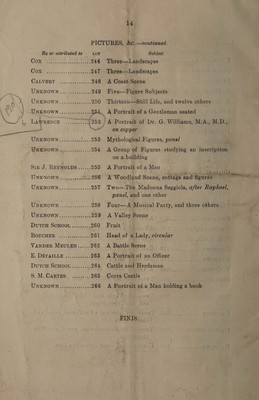 14
PICTURES, &c.—continued.
By or attributed to LOT Subject
COX ............ 246 Three—Landscapes
COX ............ 247 Three—Landscapes
CALVERT ............ 248 A Coast Scene
UNKNOWN ............ 249 Five—Figure Subjects
UNKNOWN ............ 250 Thirteen—Still Life, and twelve others
UNKNOWN ............ 251 A Portrait of a Gentleman seated
LAWRENCE ............ 252 A Portrait of Dr. G. Williams, M.A., M.D.,
on copper
UNKNOWN ............ 253 Mythological Figures, panel
UNKNOWN ............ 254 A Group of Figures studying an inscription
on a building
SIR J. REYNOLDS ...... 255 A Portrait of a Man
UNKNOWN ............ 256 A Woodland Scene, cottage and figures
UNKNOWN ............ 257 Two—The Madonna Seggiola, after Raphael,
panel, and one other
UNKNOWN ............ 258 Four—A Musical Party, and three others
UNKNOWN ............ 259 A Valley Scene
DUTCH SCHOOL ......... 260 Fruit
BOUCHER ............ 261 Head of a Lady, circular
VANDER MEULEN ...... 262 A Battle Scene
E. DETAILLE ......... 263 A Portrait of an Officer
DUTCH SCHOOL ......... 264 Cattle and Herdsman
S. M. CARTER ......... 265 Corra Castle
UNKNOWN ............ 266 A Portrait of a Man holding a book
FINIS